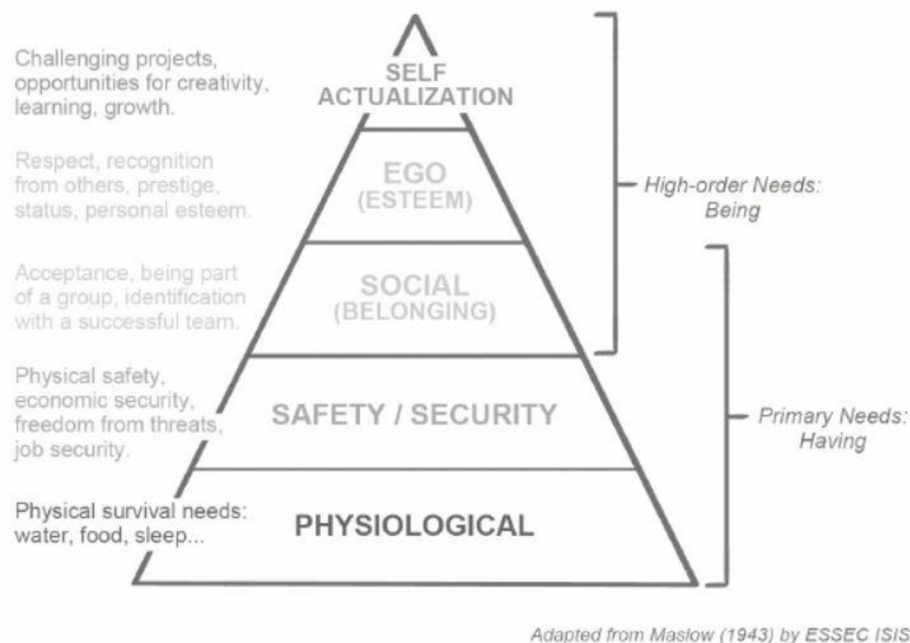 Challenging projects,
opportunities for creativity,
learning, growth.
SELF
ACTUALIZATION
Respect, recognition
from others, prestige,
status, personal esteem.
EGO
(ESTEEM)
High-order Needs:
Being
Acceptance, being part
of a group, identification
with a successful team.
SOCIAL
(BELONGING)
Physical safety,
economic security,
freedom from threats,
job security.
SAFETY / SECURITY
Primary Needs:
Having
Physical survival needs:
water, food, sleep...
PHYSIOLOGICAL
Adapted from Maslow (1943) by ESSEC ISIS